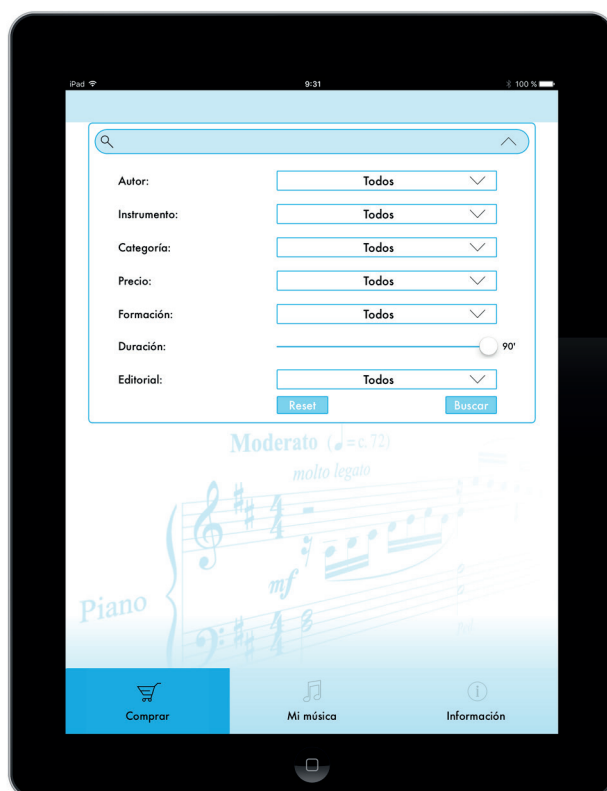 iPad 9:31 100 %
Autor: Todos
Instrumento: Todos
Categoría: Todos
Precio: Todos
Formación: Todos
Duración: 90'
Editorial: Todos
Reset Buscar
Moderato (♩=c. 72)
molto legato
mf
Piano
Comprar Mi música Información